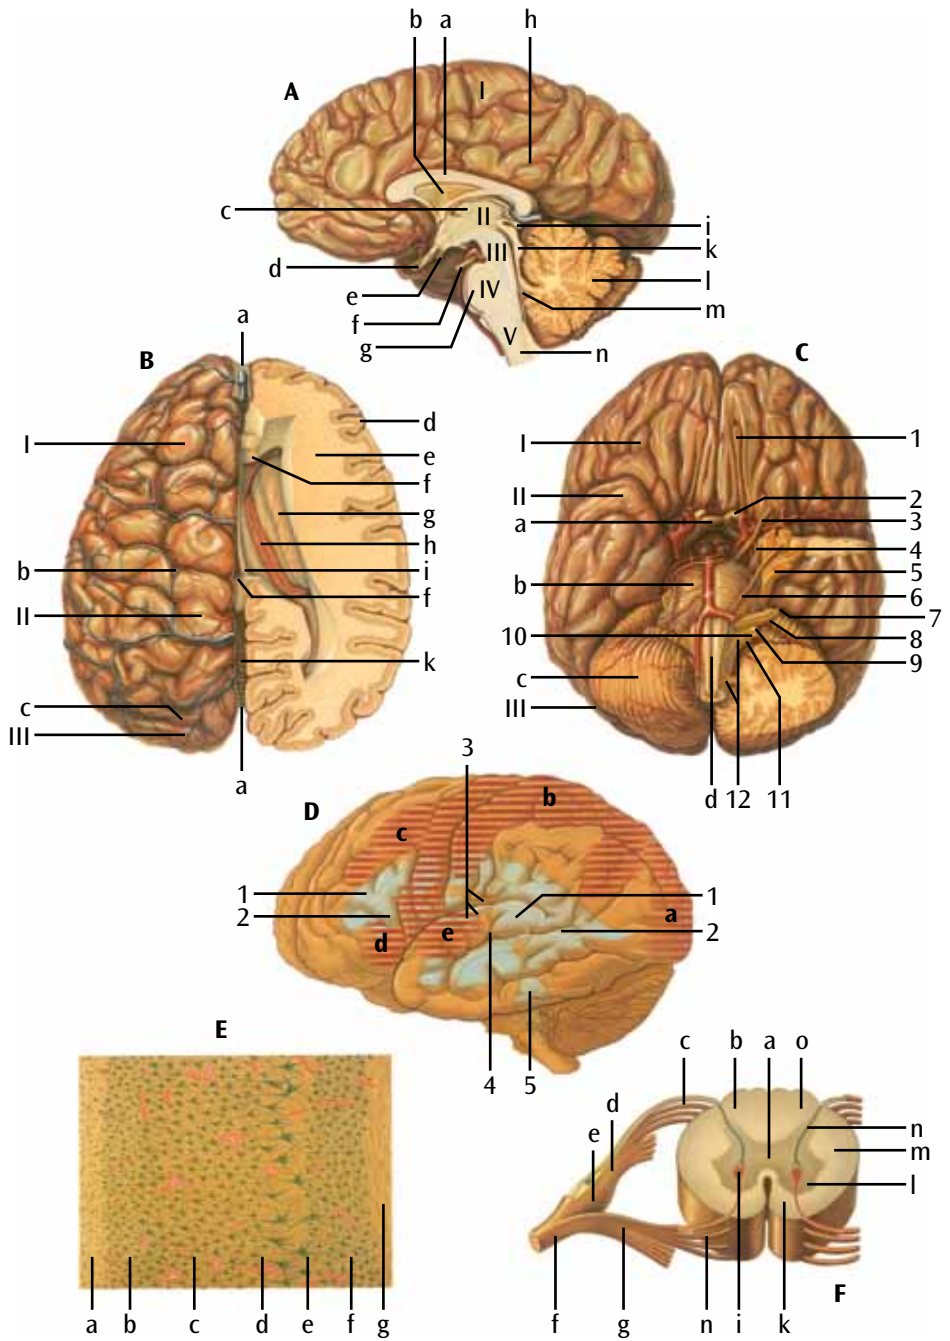 b a h
A
I
c
II
i
k
III
d
l
e
IV
m
f
V
g
n
a
B
C
d
I
e
I
1
f
II
2
g
a
3
h
4
b
i
b
5
f
6
II
7
10
8
k
9
c
c
III
III
a
d 12 11
3
D
b
c
1
1
2
a
2
d
e
E
4 5
c b a o
d
n
e
m
l
a b c d e f g
f g n i k
F